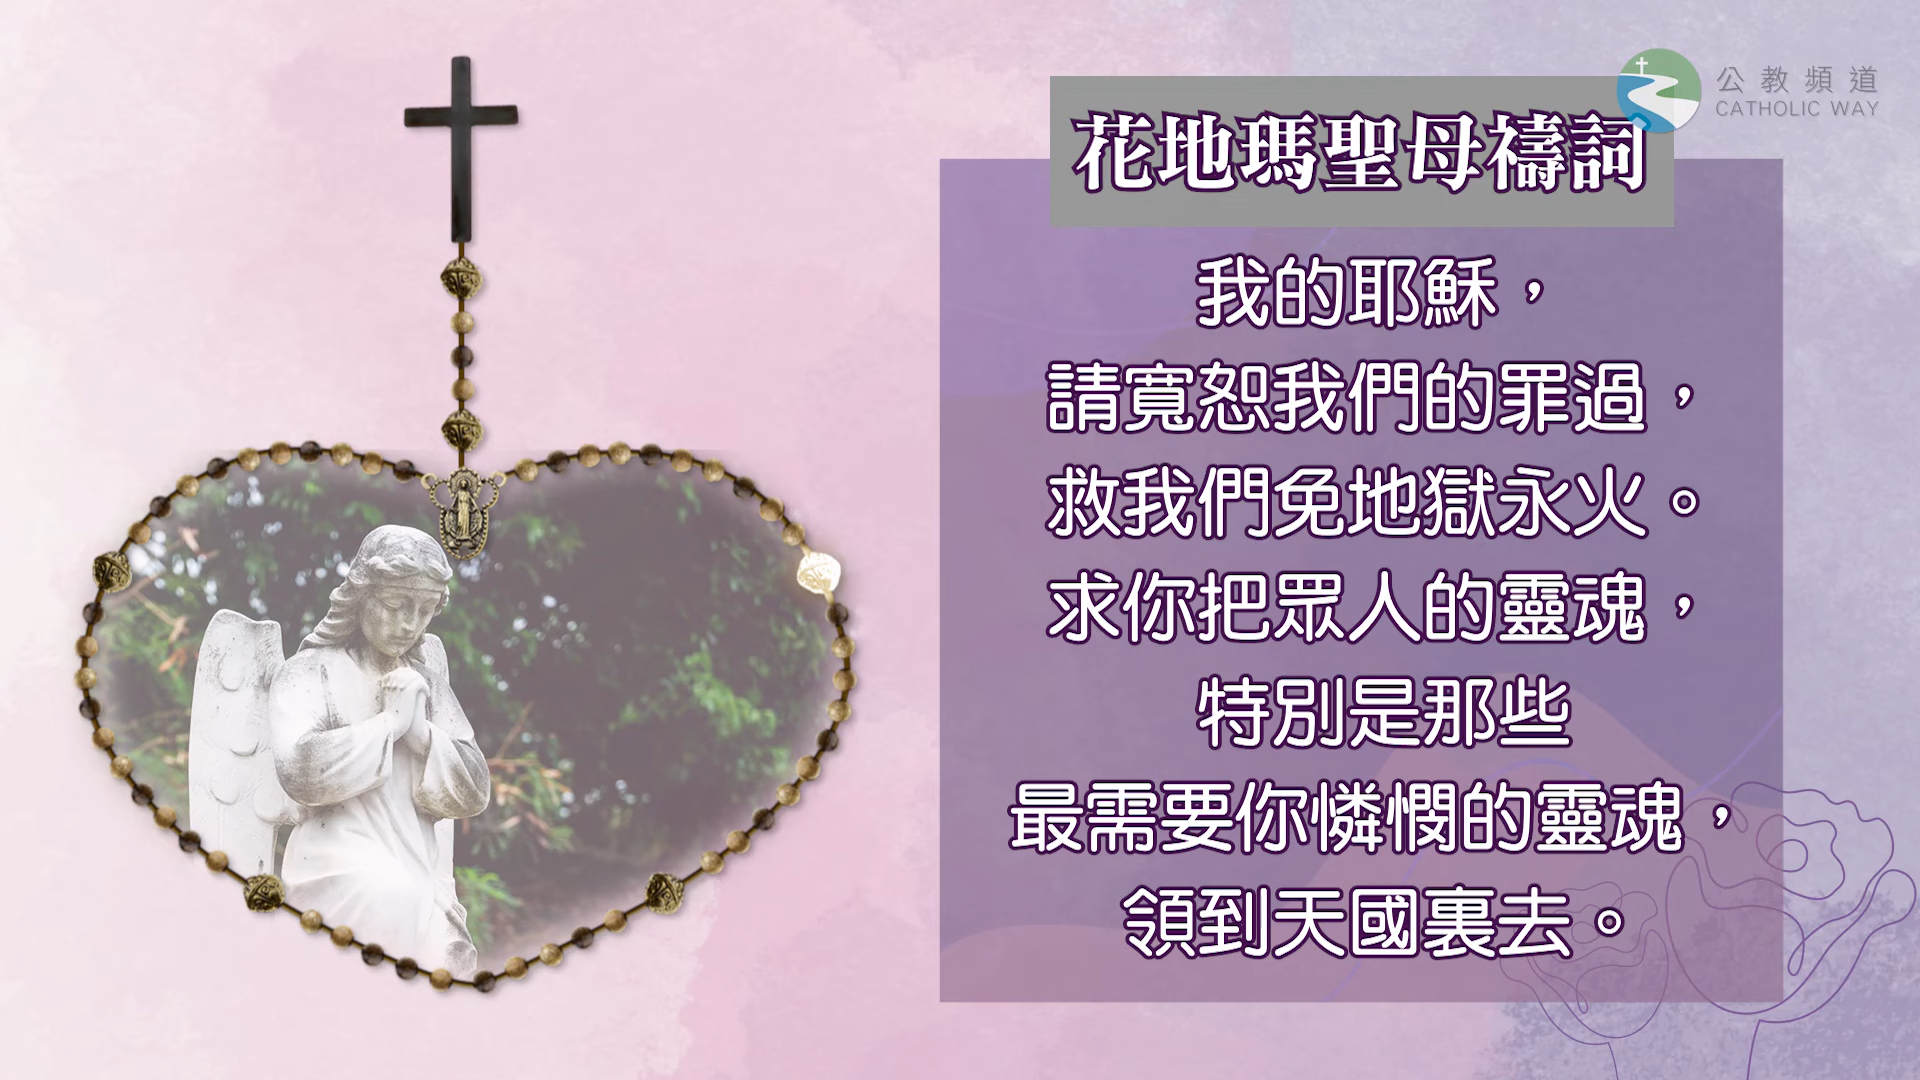 公教頻道
CATHOLIC WAY
花地瑪聖母禱詞
我的耶穌，
請寬恕我們的罪過，
救我們免地獄永火。
求你把眾人的靈魂，
特別是那些
最需要你憐憫的靈魂，
領到天國裏去。